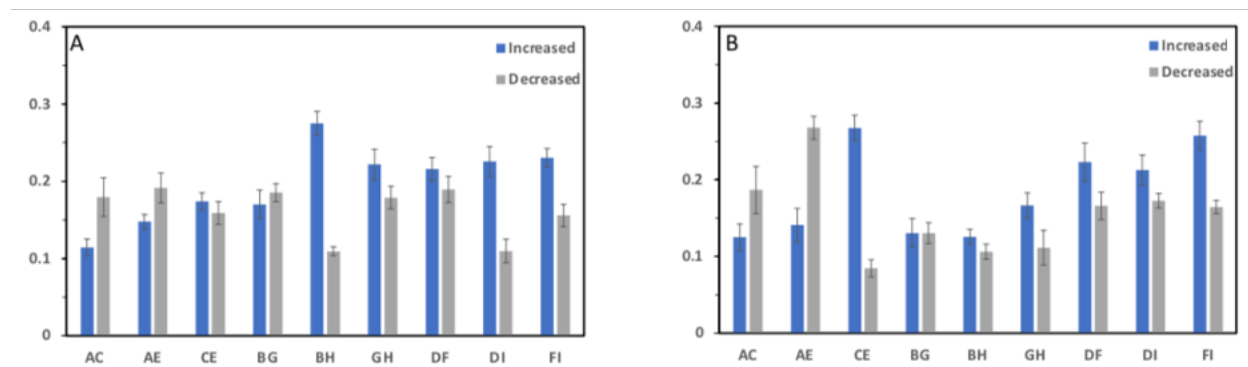 A
Increased
Decreased
0.4
0.3
0.2
0.1
0
AC AE CE BG BH GH DF DI FI
B
Increased
Decreased
0.4
0.3
0.2
0.1
0
AC AE CE BG BH GH DF DI FI